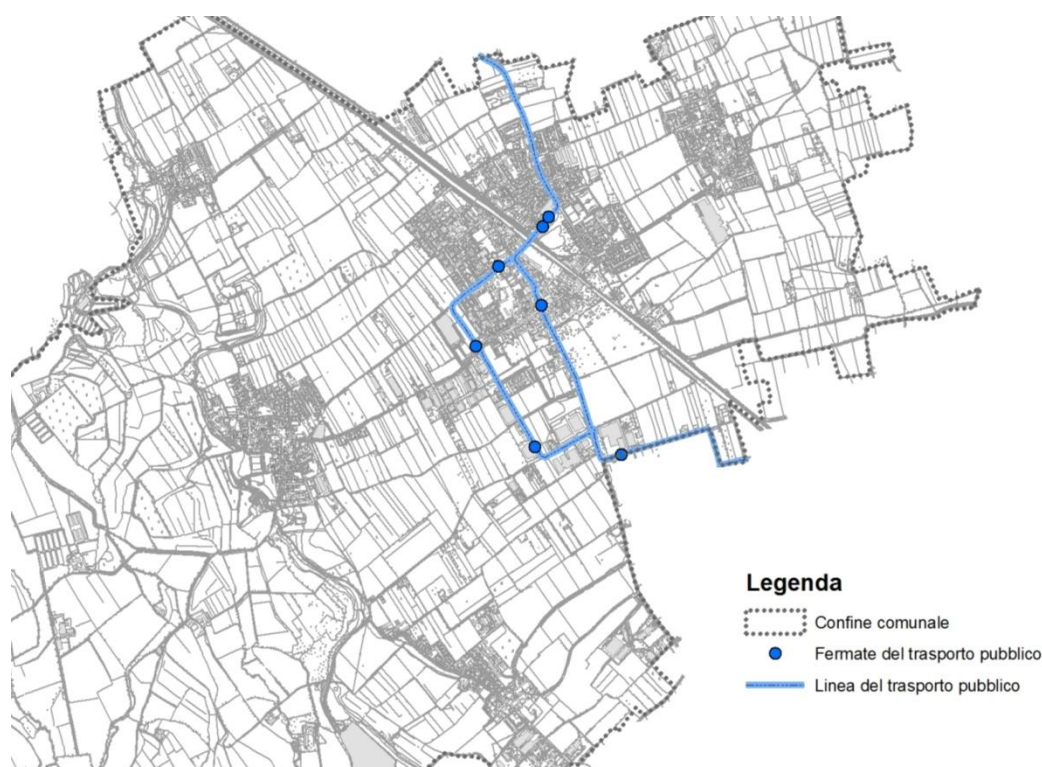 Legenda
Confine comunale
Fermate del trasporto pubblico
Linea del trasporto pubblico